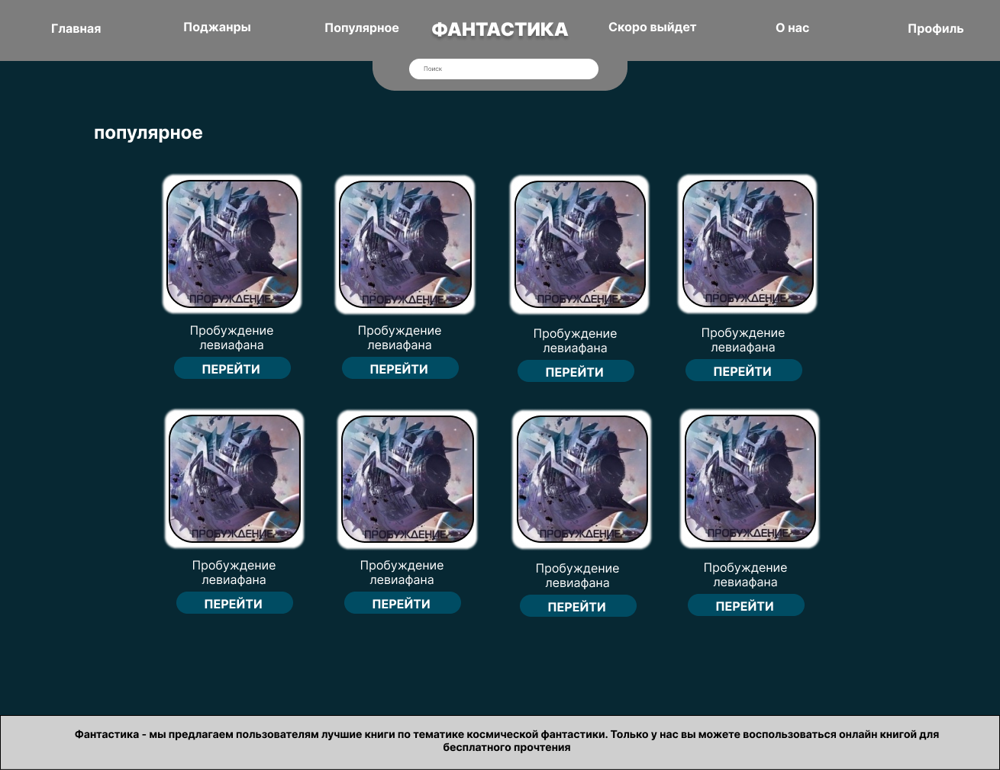 Главная Поджанры Популярное ФАНТАСТИКА Скоро выйдет О нас Профиль
Поиск
популярное
ПРОБУЖДЕНИЕ ПРОБУЖДЕНИЕ ПРОБУЖДЕНИЕ ПРОБУЖДЕНИЕ
Пробуждение Пробуждение Пробуждение Пробуждение
левиафана левиафана левиафана левиафана
ПЕРЕЙТИ ПЕРЕЙТИ ПЕРЕЙТИ ПЕРЕЙТИ
ПРОБУЖДЕНИЕ ПРОБУЖДЕНИЕ ПРОБУЖДЕНИЕ ПРОБУЖДЕНИЕ
Пробуждение Пробуждение Пробуждение Пробуждение
левиафана левиафана левиафана левиафана
ПЕРЕЙТИ ПЕРЕЙТИ ПЕРЕЙТИ ПЕРЕЙТИ
Фантастика - мы предлагаем пользователям лучшие книги по тематике космической фантастики. Только у нас вы можете воспользоваться онлайн книгой для
бесплатного прочтения